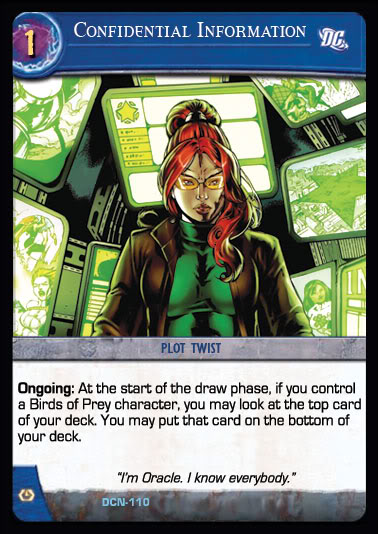 1
CONFIDENTIAL INFORMATION
DC
PLOT TWIST
Ongoing: At the start of the draw phase, if you control
a Birds of Prey character, you may look at the top card
of your deck. You may put that card on the bottom of
your deck.
“I’m Oracle. I know everybody.”
DCN-110